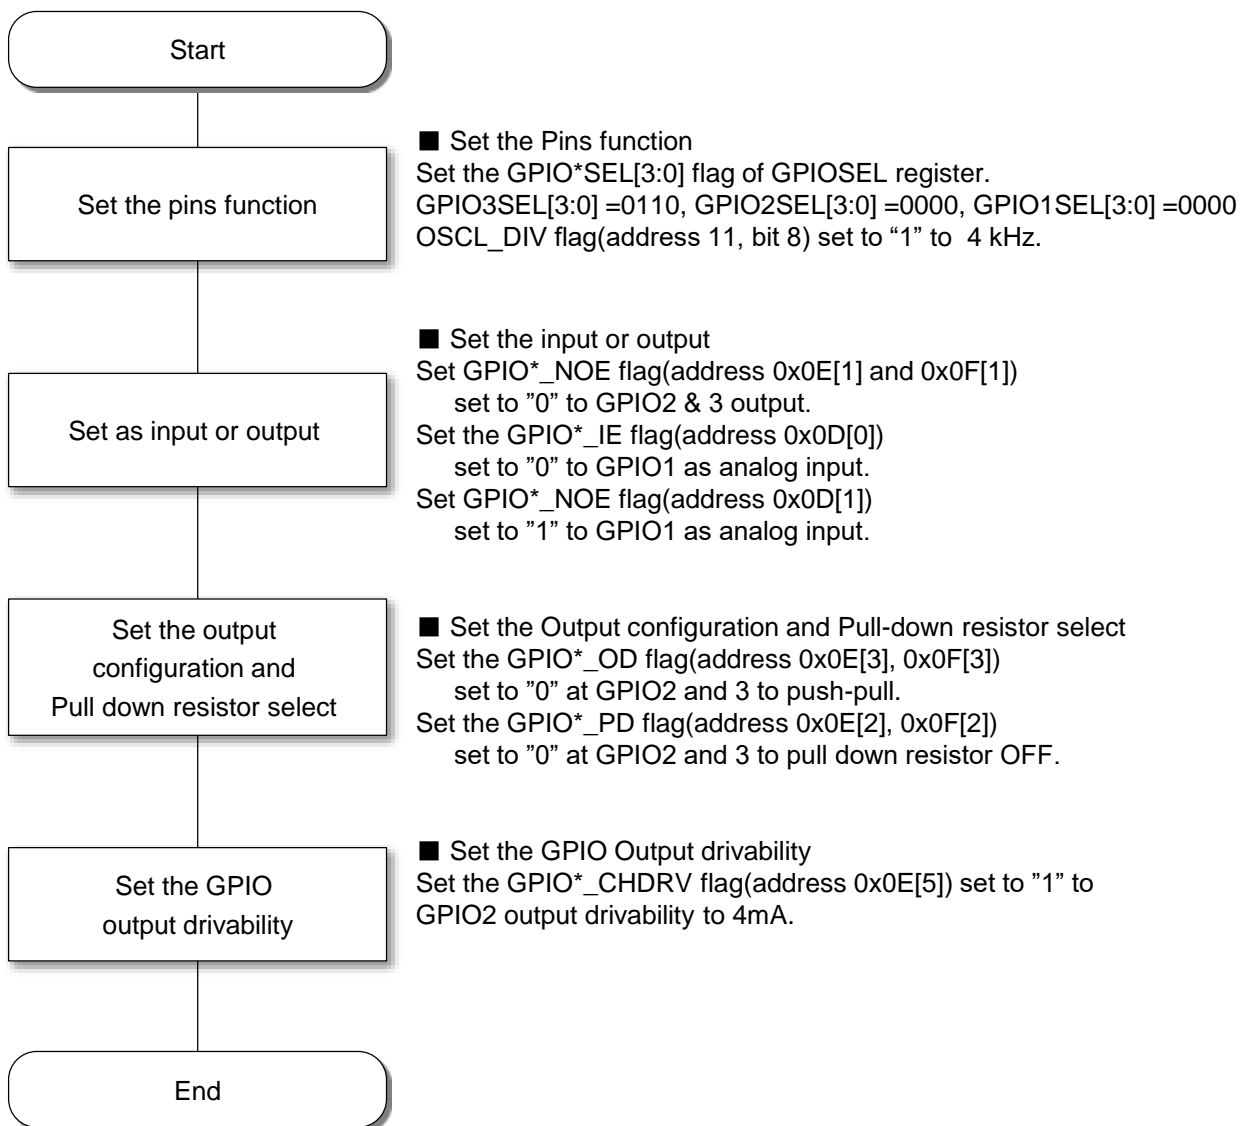 Start
Set the pins function
■ Set the Pins function
Set the GPIO*SEL[3:0] flag of GPIOSEL register.
GPIO3SEL[3:0] =0110, GPIO2SEL[3:0] =0000, GPIO1SEL[3:0] =0000
OSCL_DIV flag(address 11, bit 8) set to “1” to  4 kHz.
Set as input or output
■ Set the input or output
Set GPIO*_NOE flag(address 0x0E[1] and 0x0F[1])
set to ”0” to GPIO2 & 3 output.
Set the GPIO*_IE flag(address 0x0D[0])
set to ”0” to GPIO1 as analog input.
Set GPIO*_NOE flag(address 0x0D[1])
set to ”1” to GPIO1 as analog input.
Set the output
configuration and
Pull down resistor select
■ Set the Output configuration and Pull-down resistor select
Set the GPIO*_OD flag(address 0x0E[3], 0x0F[3])
set to ”0” at GPIO2 and 3 to push-pull.
Set the GPIO*_PD flag(address 0x0E[2], 0x0F[2])
set to ”0” at GPIO2 and 3 to pull down resistor OFF.
Set the GPIO
output drivability
■ Set the GPIO Output drivability
Set the GPIO*_CHDRV flag(address 0x0E[5]) set to ”1” to
GPIO2 output drivability to 4mA.
End